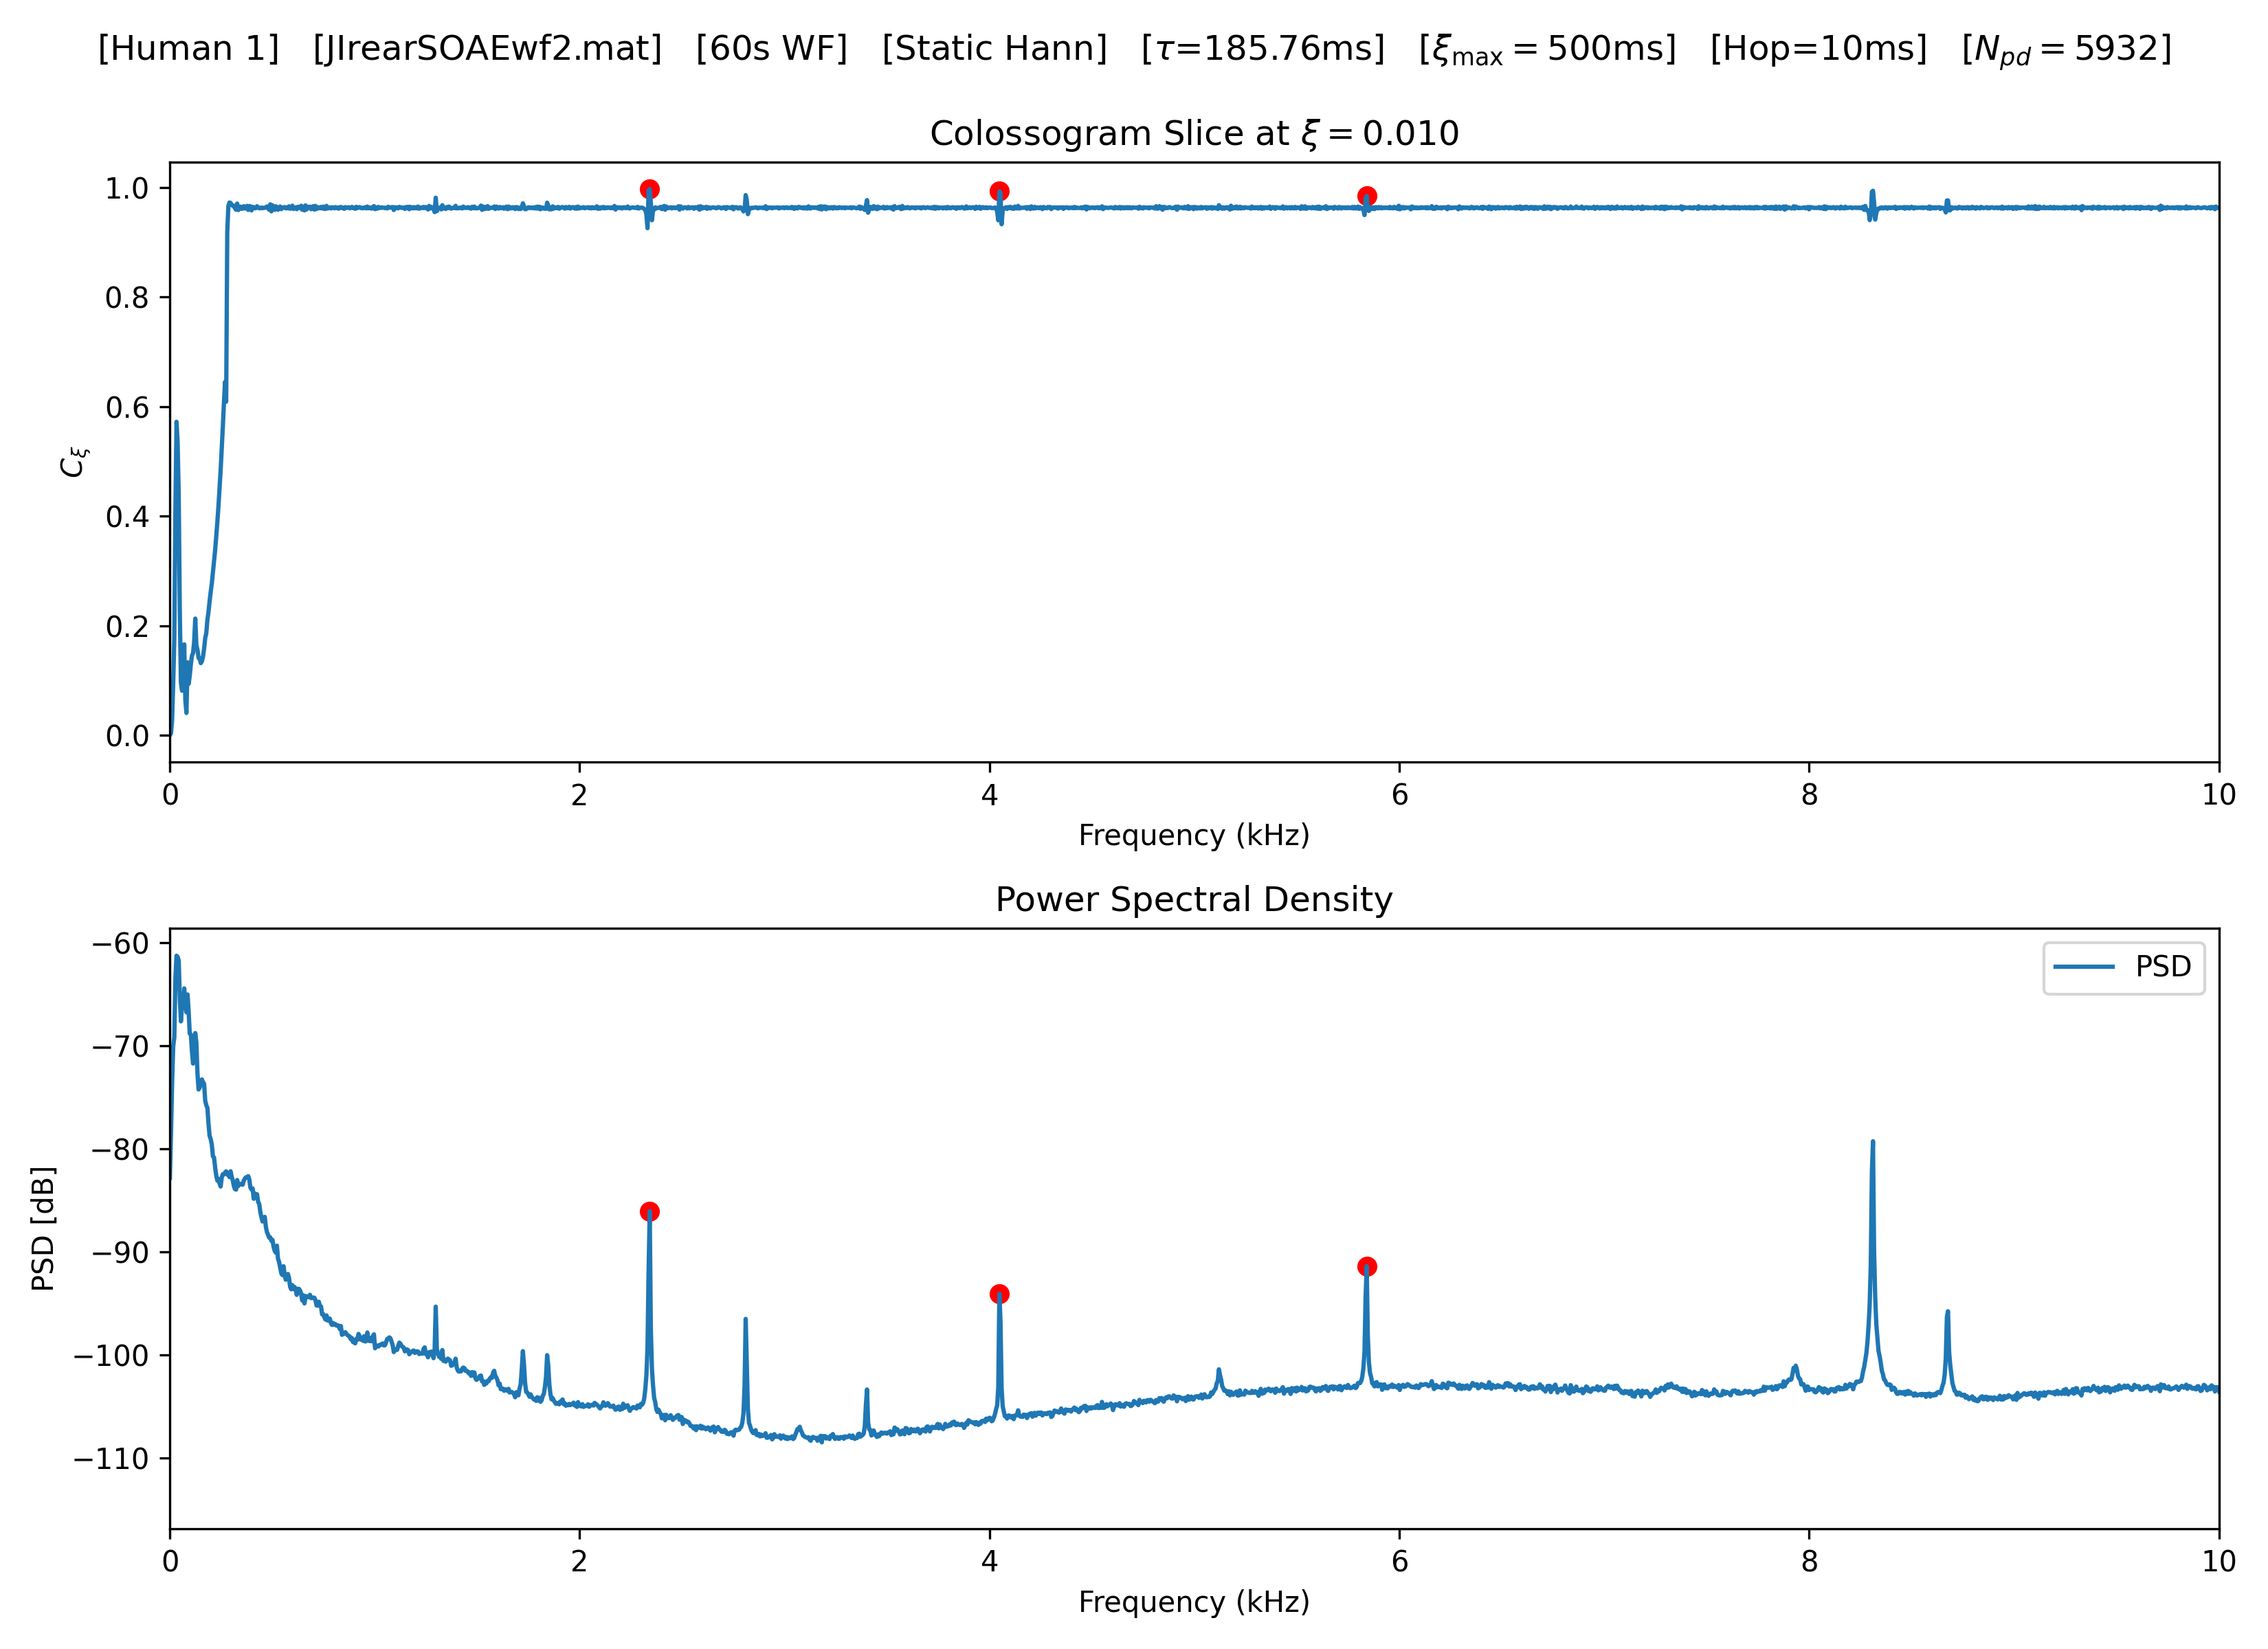 [Human 1] [JIrearSOAEwf2.mat] [60s WF] [Static Hann] [τ=185.76ms] [ξmax = 500ms] [Hop=10ms] [Npd = 5932]
Colossogram Slice at ξ = 0.010
1.0
0.8
0.6
0.4
0.2
0.0
Cξ
0 2 4 6 8 10
Frequency (kHz)
Power Spectral Density
PSD
−60
−70
−80
−90
−100
−110
PSD [dB]
0 2 4 6 8 10
Frequency (kHz)